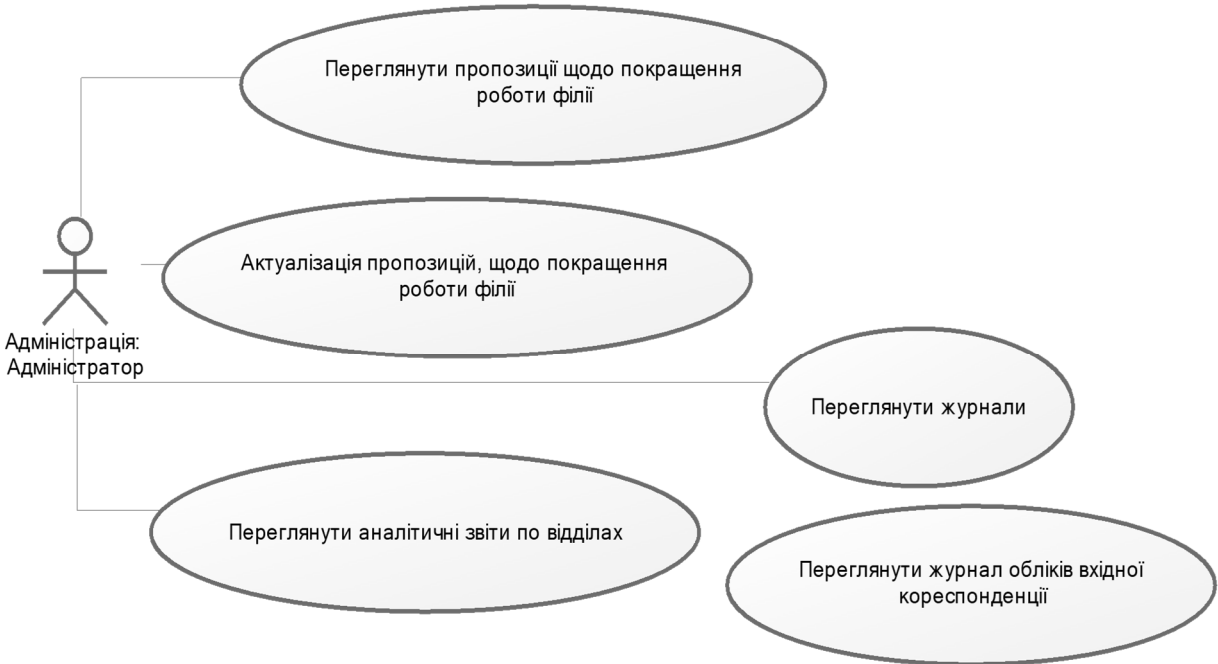 Переглянути пропозиції щодо покращення
роботи філії
Актуалізація пропозицій, щодо покращення
роботи філії
Адміністрація:
Адміністратор
Переглянути журнали
Переглянути аналітичні звіти по відділах
Переглянути журнал обліків вхідної
кореспонденції